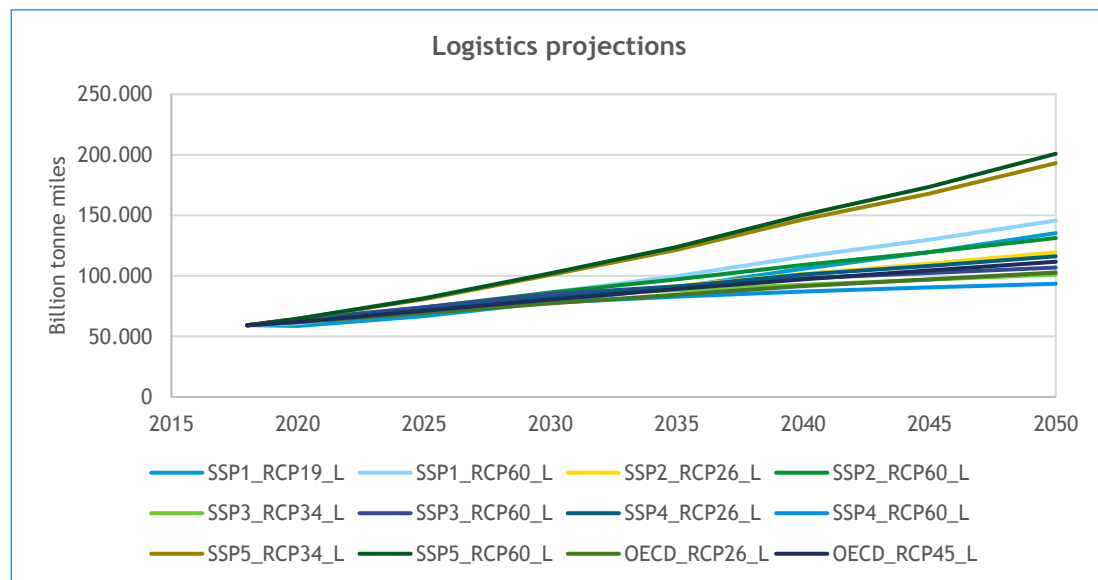 Logistics projections
Billion tonne miles
250.000
200.000
150.000
100.000
50.000
0
2015 2020 2025 2030 2035 2040 2045 2050
SSP1_RCP19_L SSP1_RCP60_L SSP2_RCP26_L SSP2_RCP60_L
SSP3_RCP34_L SSP3_RCP60_L SSP4_RCP26_L SSP4_RCP60_L
SSP5_RCP34_L SSP5_RCP60_L OECD_RCP26_L OECD_RCP45_L